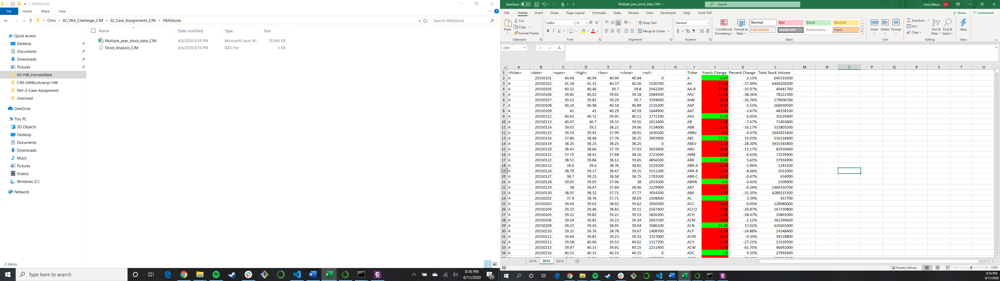 VBAStocks
File Home Share View
Chris > 02_VBA_Challenge_CJM > 02_Case_Assignments_CJM > VBAStocks
Search VBAStocks
Name Date modified Type Size
Multiple_year_stock_data_CJM 4/8/2020 8:18 PM Microsoft Excel M... 31,944 KB
Stock_Analysis_CJM 4/8/2020 8:19 PM BAS File 3 KB
Quick access
Desktop
Documents
Downloads
Pictures
03-HW_HornetsNest
CJM-GWBootcamp-HW
Part-2-Case-Assignment
Unsolved
OneDrive
This PC
3D Objects
Desktop
Documents
Downloads
Music
Pictures
Videos
Windows (C:)
Network
2 items
Type here to search
8:16 PM
4/11/2020
25
AutoSave Off
Multiple_year_stock_data_CJM
Search
Chris Mikus CM
File Home Insert Draw Page Layout Formulas Data Review View Developer Help Foxit PDF
Share Comments
Paste
Cut
Copy
Format Painter
Clipboard
Calibri 12
B I U
Font
Wrap Text
Merge & Center
Alignment
General
$ %
Number
Conditional Formatting
Format as Table
Normal Bad Good Neutral
Calculation Check Cell Explanatory ... Input
Styles
Insert Delete Format
Cells
AutoSum
Fill
Clear
Sort & Filter
Find & Select
Editing
Ideas
Ideas
O19
fx
A B C D E F G H I J K L M N O P Q R S T U
1 <ticker> <date> <open> <high> <low> <close> <vol> Ticker Yearly Change Percent Change Total Stock Volume
2 A 20150101 40.94 40.94 40.94 40.94 0 A 0.87 2.13% 645319200
3 A 20150102 41.18 41.31 40.37 40.56 1530700 AA -17.76 -37.49% 6449104200
4 A 20150105 40.32 40.46 39.7 39.8 2042200 AA-B -17.14 -33.97% 40441700
5 A 20150106 39.81 40.02 39.02 39.18 2084500 AAC -11.86 -38.36% 78122300
6 A 20150107 39.52 39.81 39.29 39.7 3359600 AAN -8.18 -26.76% 179606700
7 A 20150108 40.24 40.98 40.18 40.89 2116300 AAP -8.77 -5.51% 266930500
8 A 20150109 41 41 40.29 40.59 1644900 AAT -1.46 -3.67% 48158100
9 A 20150112 40.61 40.72 39.95 40.11 2771100 AAV 0.29 6.05% 30229400
10 A 20150113 40.47 40.7 39.33 39.55 2013400 AB -1.98 -7.67% 71403800
11 A 20150114 39.03 39.1 38.21 39.06 5134000 ABB -3.42 -16.17% 532805500
12 A 20150115 39.33 39.41 37.99 38.01 2630200 ABBV -6.2 -9.47% 2643021600
13 A 20150116 37.86 38.46 37.76 38.25 3003900 ABC 13.55 15.03% 516218400
14 A 20150119 38.25 38.25 38.25 38.25 0 ABEV -1.76 -28.30% 3915345800
15 A 20150120 38.43 38.66 37.76 37.93 5033600 ABG -8.48 -11.17% 82930400
16 A 20150121 37.75 38.41 37.68 38.16 2721600 ABM -0.18 -0.63% 72539400
17 A 20150122 38.51 39.86 38.12 39.65 4856500 ABR 0.38 5.61% 37916900
18 A 20150123 39.6 39.6 38.76 38.81 1519200 ABR-A -0.49 -1.96% 1243100
19 A 20150126 38.79 39.17 38.47 39.15 1511200 ABR-B -2.14 -8.66% 1022000
20 A 20150127 38.7 39.25 38.58 38.75 1703500 ABR-C -0.12 -0.47% 634000
21 A 20150128 39.01 39.05 37.96 38 2033500 ABRN 0.1 0.41% 2109900
22 A 20150129 38 38.47 37.69 38.46 2329900 ABT -0.11 -0.24% 1469310700
23 A 20150130 38.01 38.32 37.71 37.77 3054300 ABX -3.37 -31.35% 4289215100
24 A 20150202 37.9 38.76 37.71 38.69 2508400 AC 1 3.39% 437700
25 A 20150203 39.04 39.63 38.92 39.62 2950300 ACC -0.02 -0.05% 228980000
26 A 20150204 39.33 39.46 38.82 39.11 2567400 ACCO -1.88 -20.87% 167330800
27 A 20150205 39.22 39.82 39.22 39.53 1826300 ACH -3.28 -28.47% 35801000
28 A 20150206 39.54 39.81 39.23 39.34 2697200 ACM -0.34 -1.12% 362299600
29 A 20150209 39.23 39.43 38.95 39.04 3586100 ACN 15.19 17.01% 625655000
30 A 20150210 39.31 39.76 38.78 39.67 1408700 ACP -3.76 -24.88% 14348400
31 A 20150211 39.64 39.81 39.23 39.33 3337000 ACRE -0.04 -0.35% 39118800
32 A 20150212 39.58 40.06 39.53 40.02 1317700 ACV -6.79 -27.21% 11539300
33 A 20150213 39.97 40.31 39.91 40.15 2211900 ACW -2.68 -61.75% 46092000
34 A 20150216 40.15 40.15 40.15 40.15 0 ADC 2.9 9.33% 27995400
2016 2015 2014
Display Settings 100%
8:16 PM
4/11/2020